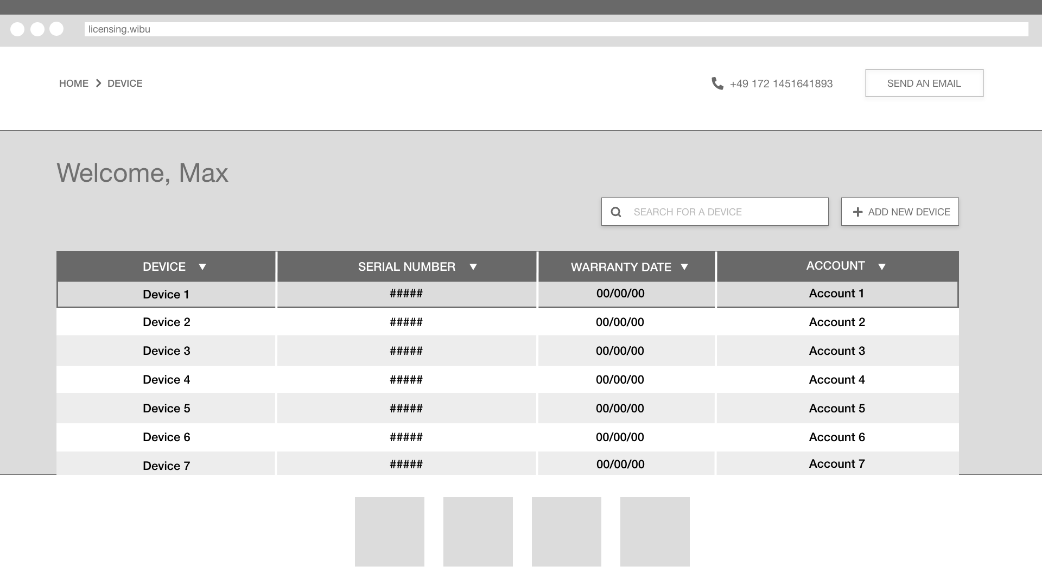 licensing.wibu
HOME > DEVICE
+49 172 1451641893
SEND AN EMAIL
Welcome, Max
SEARCH FOR A DEVICE
+ ADD NEW DEVICE
DEVICE ▼ SERIAL NUMBER ▼ WARRANTY DATE ▼ ACCOUNT ▼
Device 1 ##### 00/00/00 Account 1
Device 2 ##### 00/00/00 Account 2
Device 3 ##### 00/00/00 Account 3
Device 4 ##### 00/00/00 Account 4
Device 5 ##### 00/00/00 Account 5
Device 6 ##### 00/00/00 Account 6
Device 7 ##### 00/00/00 Account 7